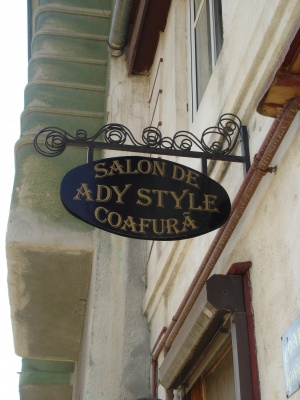 SALON DE
ADY STYLE
COAFURĂ